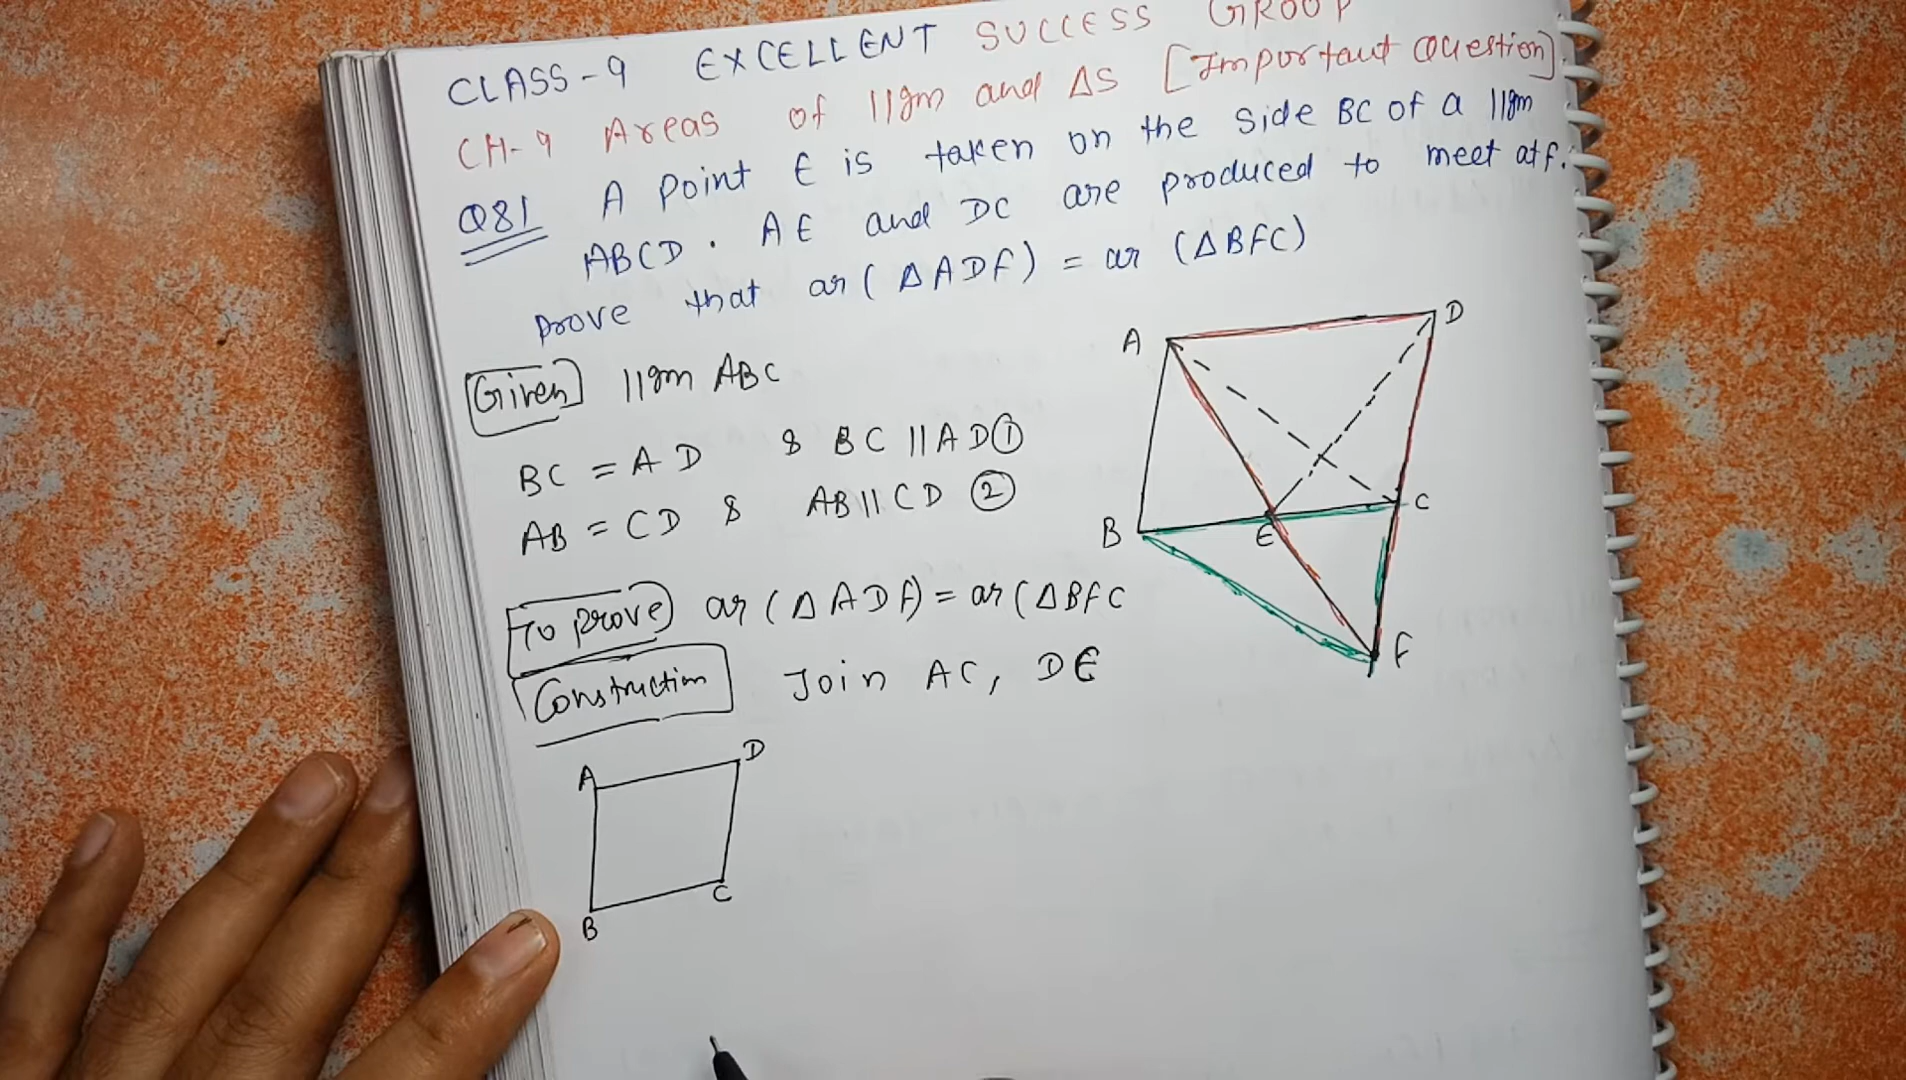 CLASS-9 EXCELLENT SUCCESS GROUP
CH-9 Areas of ||gm and ΔS [Important Question]
Q81 A Point E is taken on the side BC of a ||gm
ABCD. AE and DC are produced to meet at F.
Prove that ar (ΔADF) = ar (ΔBFC)
Given ||gm ABC
BC = AD & BC || AD ①
AB = CD & AB || CD ②
To prove ar (ΔADF) = ar (ΔBFC
Construction Join AC, DE
A
D
B
E
C
F
A
D
B
C